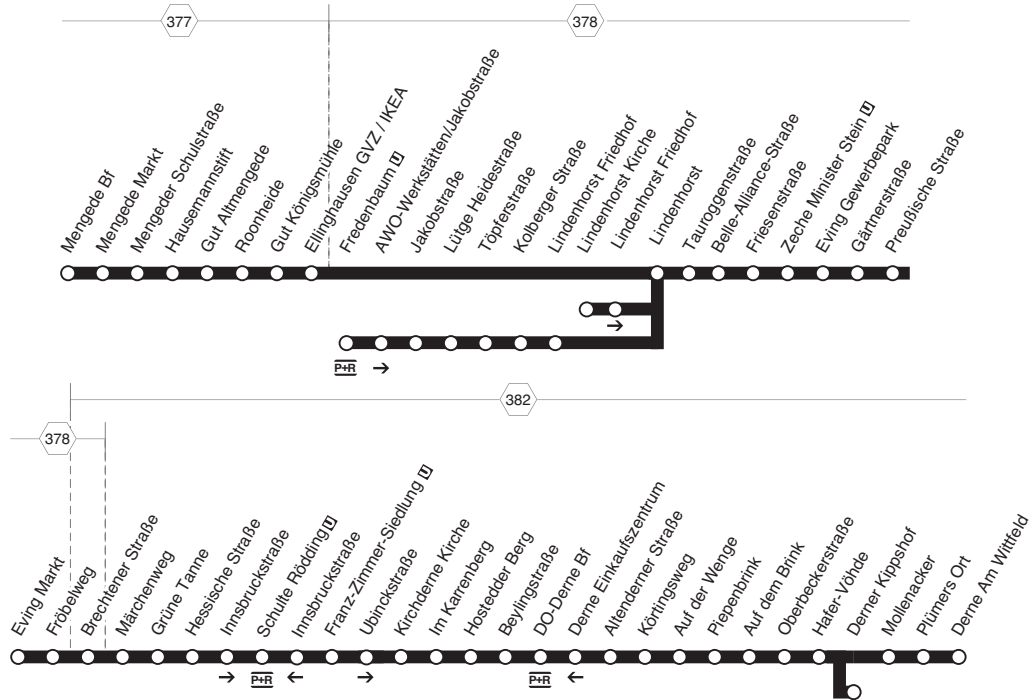 377
378
Mengede Bf
Mengede Markt
Mengeder Schulstraße
Hausemannstift
Gut Altmengede
Roonheide
Gut Königsmühle
Ellinghausen GVZ / IKEA
Fredenbaum U
AWO-Werkstätten/Jakobstraße
Jakobstraße
Lütge Heidestraße
Töpferstraße
Kolberger Straße
Lindenhorst Friedhof
Lindenhorst Kirche
Lindenhorst Friedhof
Lindenhorst
Tauroggenstraße
Belle-Alliance-Straße
Friesenstraße
Zeche Minister Stein U
Eving Gewerbepark
Gärtnerstraße
Preußische Straße
P+R
382
378
Eving Markt
Fröbelweg
Brechtener Straße
Märchenweg
Grüne Tanne
Hessische Straße
Innsbruckstraße
Schulte Rödding U
Innsbruckstraße
Franz-Zimmer-Siedlung U
Ubinckstraße
Kirchderne Kirche
Im Karrenberg
Hostedder Berg
Beylingstraße
DO-Derne Bf
Derne Einkaufszentrum
Altenderner Straße
Körtingsweg
Auf der Wenge
Piepenbrink
Auf dem Brink
Oberbeckerstraße
Hafer-Vöhde
Derner Kippshof
Mollenacker
Plümers Ort
Derne Am Wittfeld
P+R
P+R